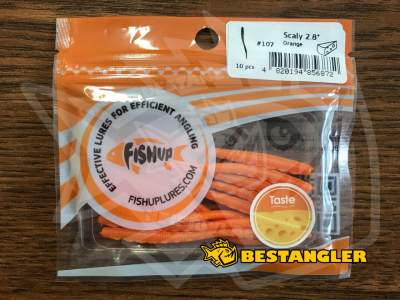 Scaly 2.8"
#107 Orange
10 pcs
4 820194 856872
EFFECTIVE LURES FOR EFFICIENT ANGLING
FISHUP
FISHUPLURES.COM
Taste
BESTANGLER